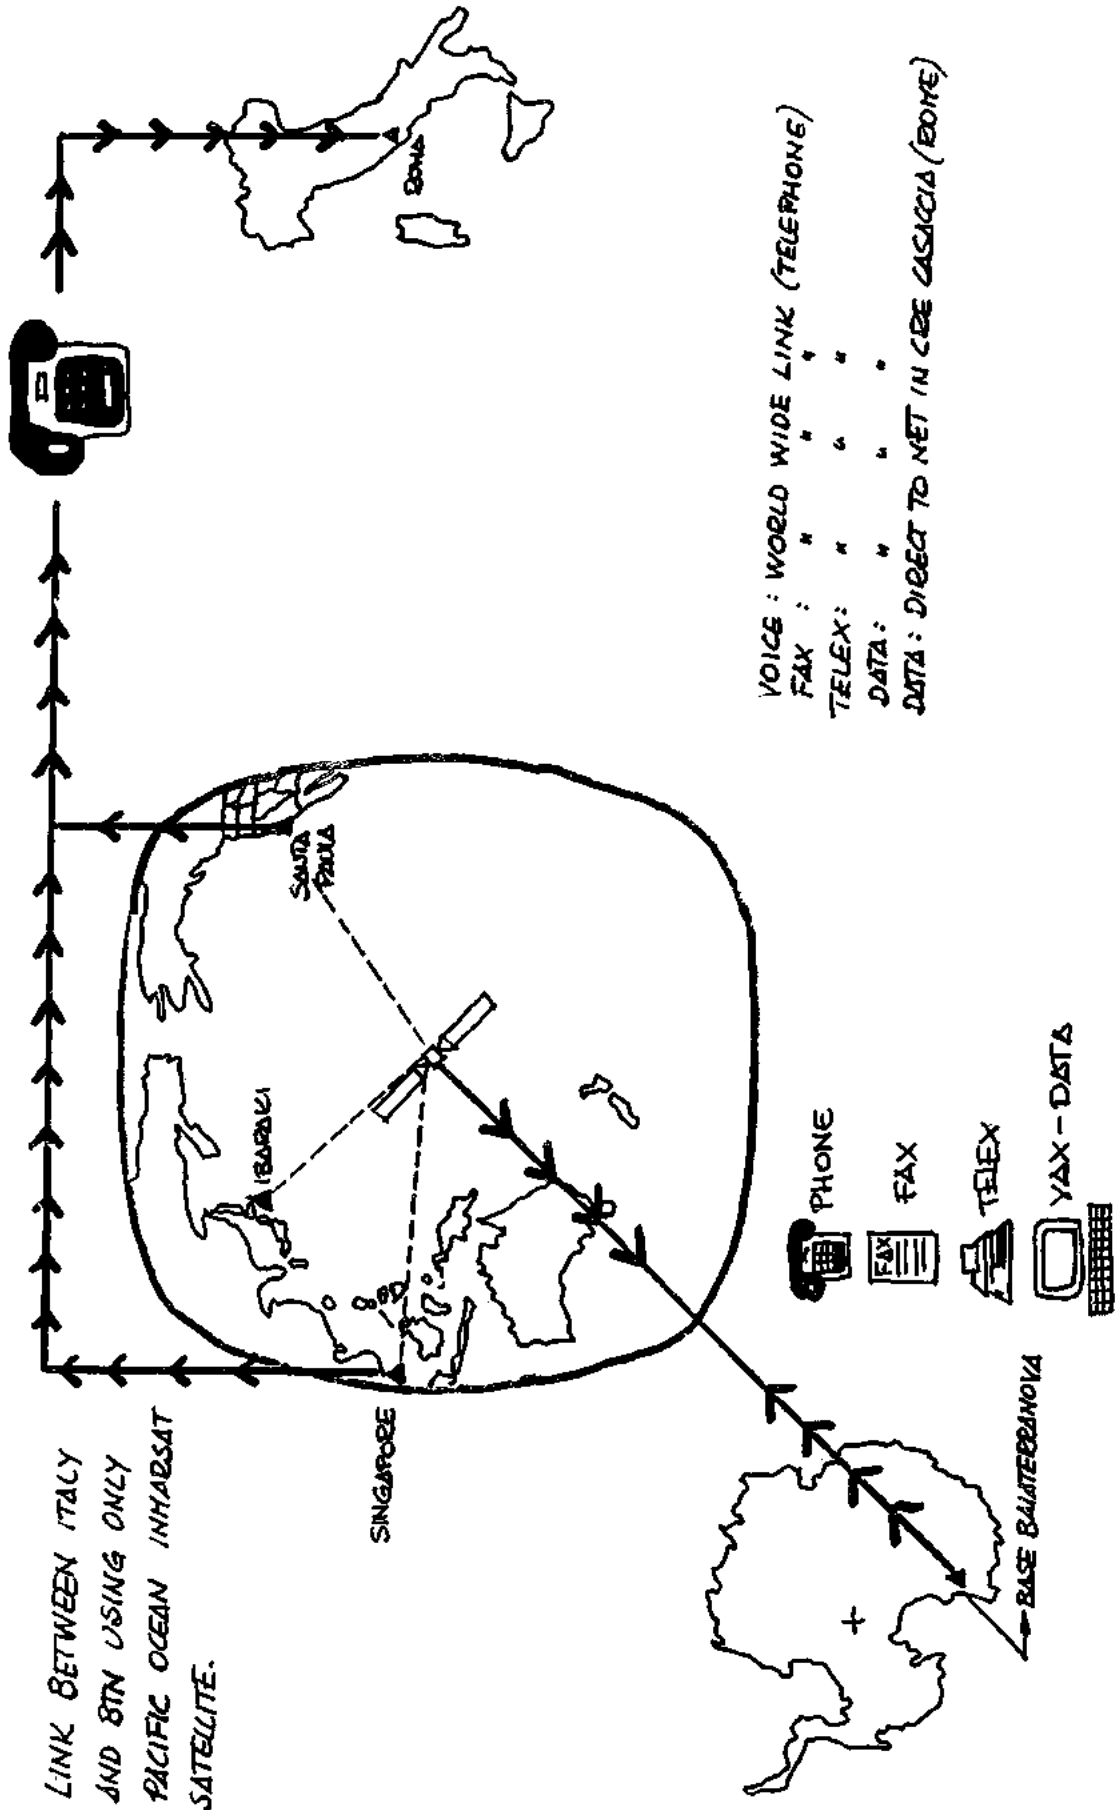 LINK BETWEEN ITALY
AND BTN USING ONLY
PACIFIC OCEAN INMARSAT
SATELLITE.
SINGAPORE
IBARAKI
SANTA
PAULA
ROMA
BASE BAIATERRANOVA
PHONE
FAX
FAX
TELEX
VAX-DATA
VOICE : WORLD WIDE LINK (TELEPHONE)
FAX : " " "
TELEX: " " "
DATA: " " "
DATA: DIRECT TO NET IN CRE CASACCIA (ROME)